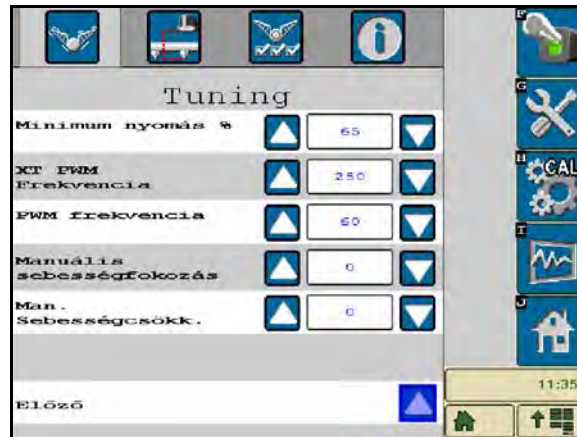 Tuning
Minimum nyomás % 65
XT PWM
Frekvencia 250
PWM frekvencia 60
Manuális
sebességfokozás 0
Man.
Sebességcsökk. 0
Előző
F
G
H CAL
I
J
11:35